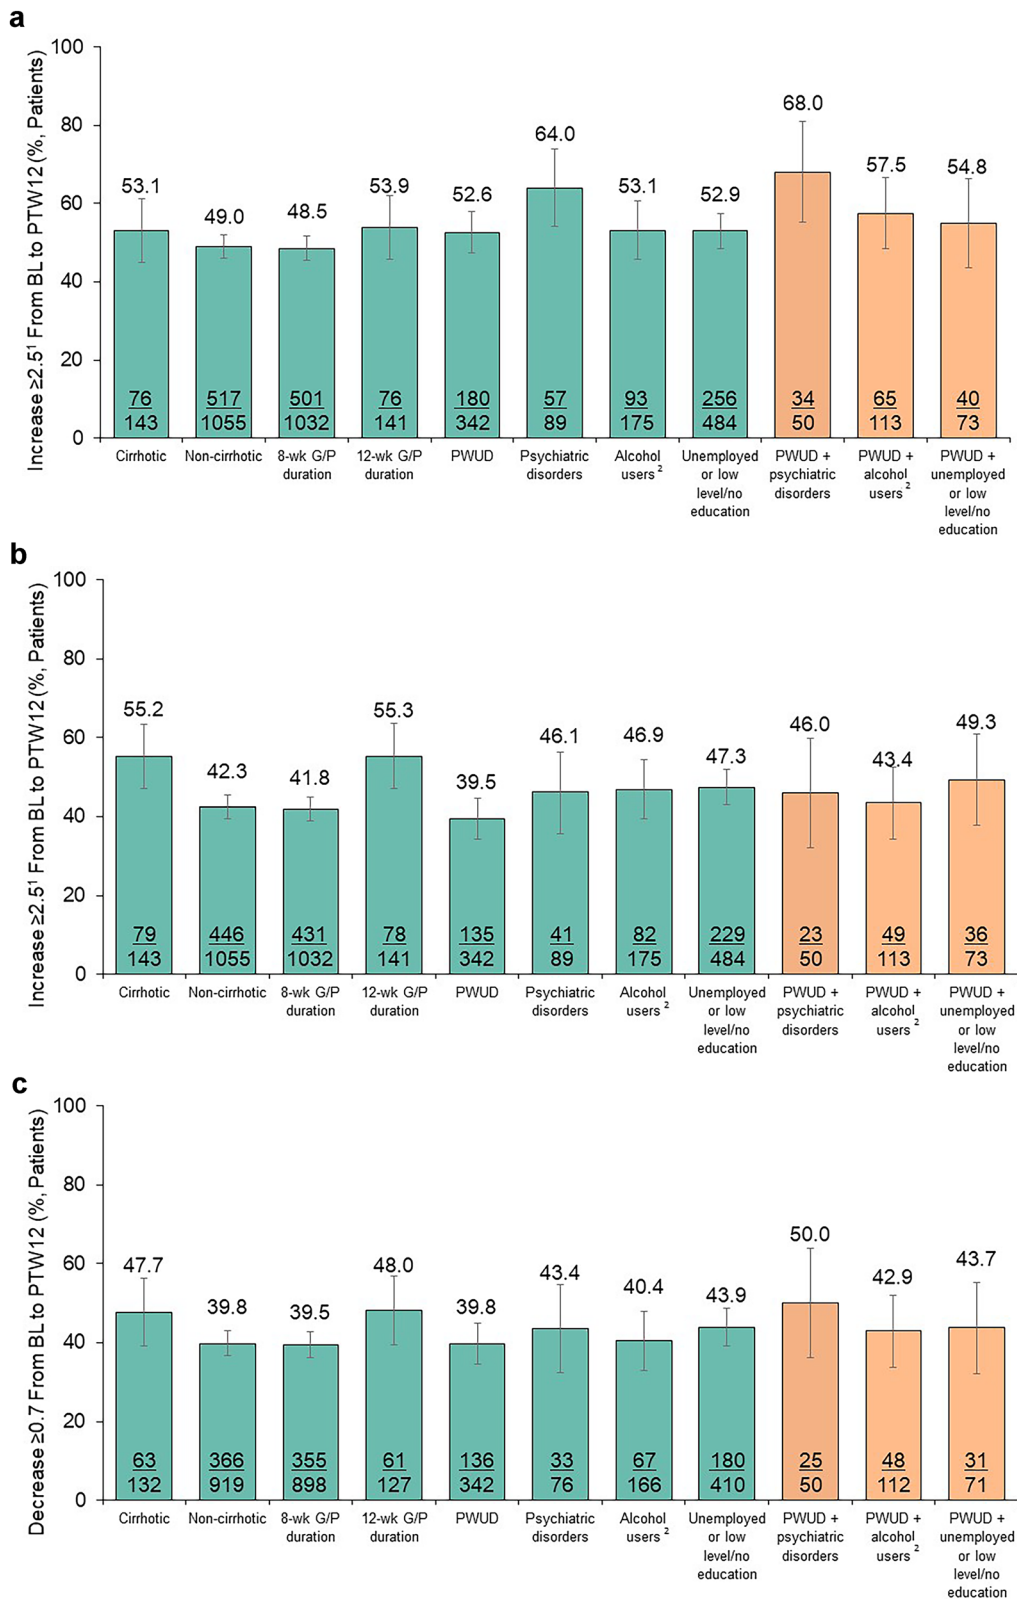 a
Increase ≥2.5¹ From BL to PTW12 (%, Patients)
100
80
60
40
20
0
53.1
49.0
48.5
53.9
52.6
64.0
53.1
52.9
68.0
57.5
54.8
76 517 501 76 180 57 93 256 34 65 40
143 1055 1032 141 342 89 175 484 50 113 73
Cirrhotic
Non-cirrhotic
8-wk G/P
duration
12-wk G/P
duration
PWUD
Psychiatric
disorders
Alcohol
users ²
Unemployed
or low
level/no
education
PWUD +
psychiatric
disorders
PWUD +
alcohol
users ²
PWUD +
unemployed
or low
level/no
education
b
Increase ≥2.5¹ From BL to PTW12 (%, Patients)
100
80
60
40
20
0
55.2
42.3
41.8
55.3
39.5
46.1
46.9
47.3
46.0
43.4
49.3
79 446 431 78 135 41 82 229 23 49 36
143 1055 1032 141 342 89 175 484 50 113 73
Cirrhotic
Non-cirrhotic
8-wk G/P
duration
12-wk G/P
duration
PWUD
Psychiatric
disorders
Alcohol
users ²
Unemployed
or low
level/no
education
PWUD +
psychiatric
disorders
PWUD +
alcohol
users ²
PWUD +
unemployed
or low
level/no
education
c
Decrease ≥0.7 From BL to PTW12 (%, Patients)
100
80
60
40
20
0
47.7
39.8
39.5
48.0
39.8
43.4
40.4
43.9
50.0
42.9
43.7
63 366 355 61 136 33 67 180 25 48 31
132 919 898 127 342 76 166 410 50 112 71
Cirrhotic
Non-cirrhotic
8-wk G/P
duration
12-wk G/P
duration
PWUD
Psychiatric
disorders
Alcohol
users ²
Unemployed
or low
level/no
education
PWUD +
psychiatric
disorders
PWUD +
alcohol
users ²
PWUD +
unemployed
or low
level/no
education